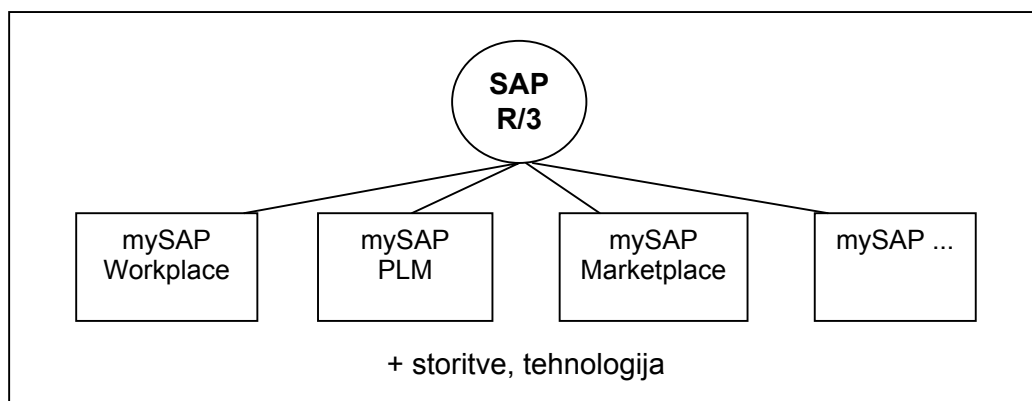 SAP
R/3
mySAP
Workplace
mySAP
PLM
mySAP
Marketplace
mySAP ...
+ storitve, tehnologija